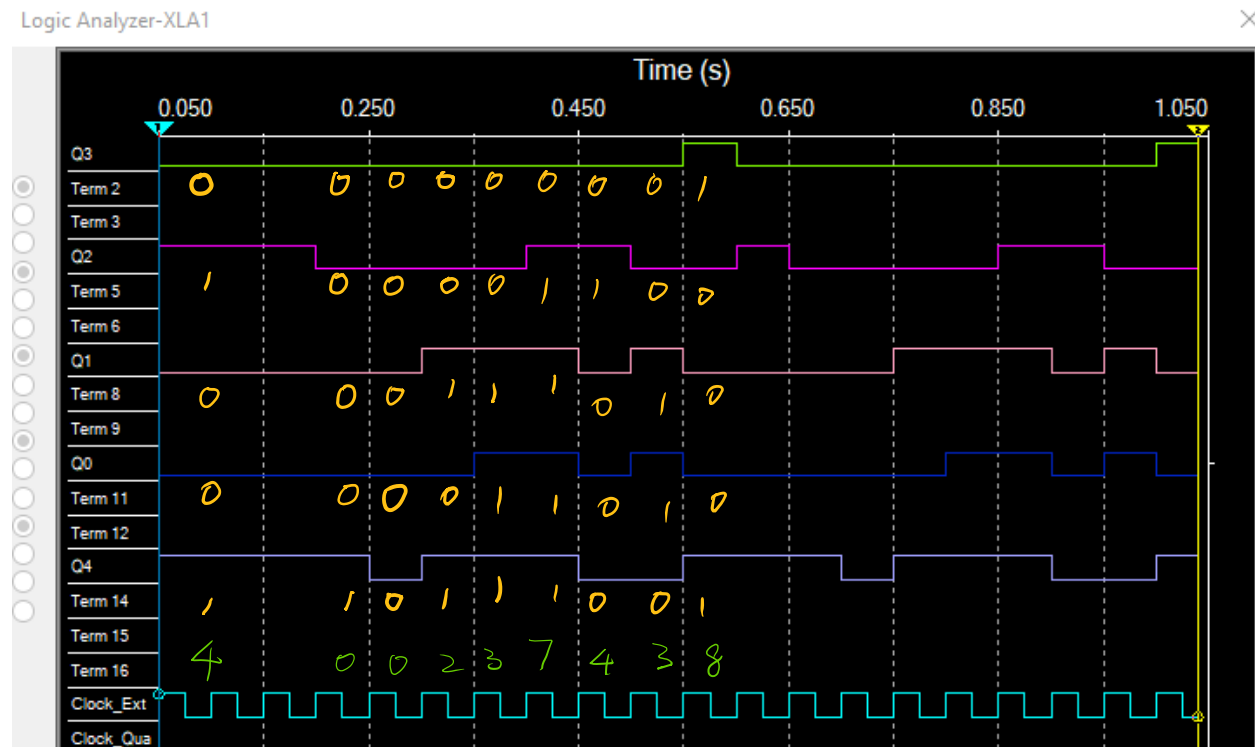 Logic Analyzer-XLA1
Time (s)
0.050 0.250 0.450 0.650 0.850 1.050
1 2
Q3
Term 2 0 0 0 0 0 0 0 0 1
Term 3
Q2
Term 5 1 0 0 0 0 1 1 0 0
Term 6
Q1
Term 8 0 0 0 1 1 1 0 1 0
Term 9
Q0
Term 11 0 0 0 0 1 1 0 1 0
Term 12
Q4
Term 14 1 1 0 1 1 1 0 0 1
Term 15
Term 16 4 0 0 2 3 7 4 3 8
Clock_Ext
Clock_Qua